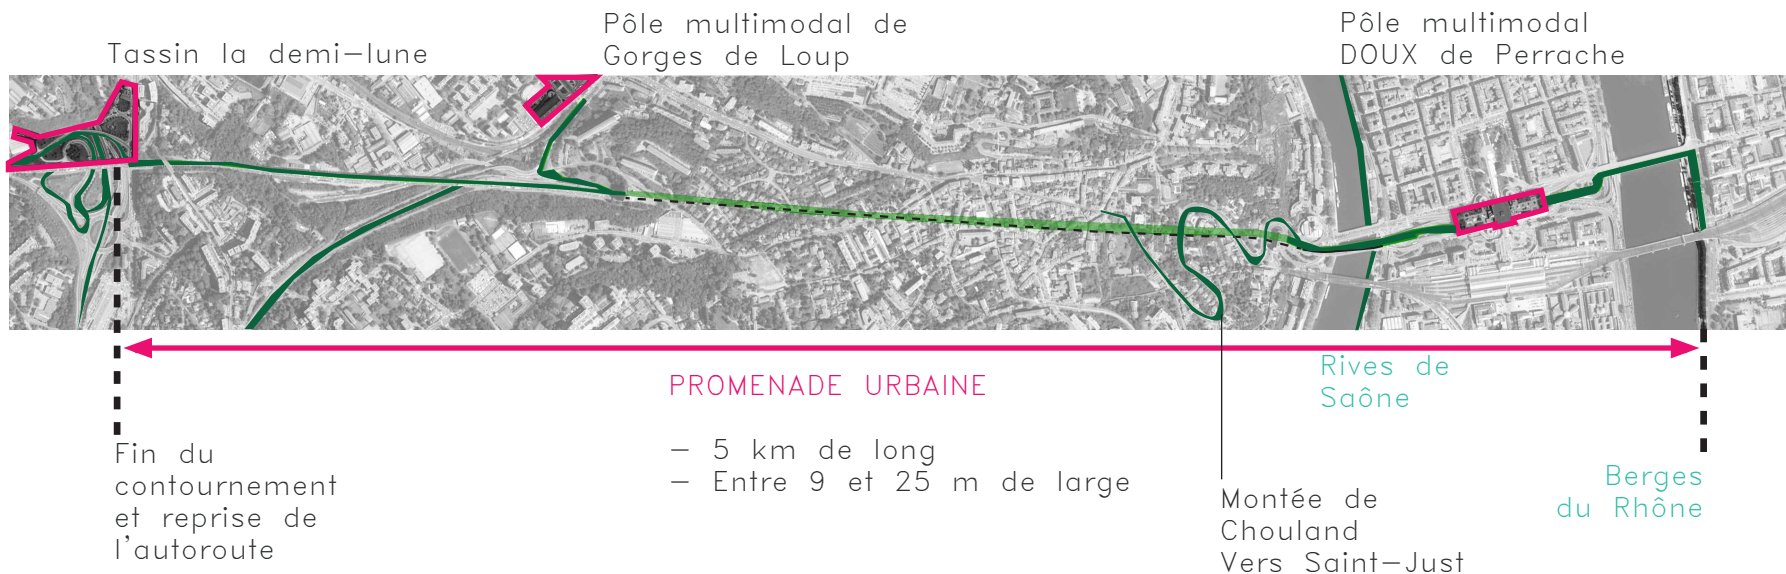 Tassin la demi-lune
Pôle multimodal de
Gorges de Loup
Pôle multimodal
DOUX de Perrache
PROMENADE URBAINE
- 5 km de long
- Entre 9 et 25 m de large
Rives de
Saône
Fin du
contournement
et reprise de
l'autoroute
Montée de
Chouland
Vers Saint-Just
Berges
du Rhône